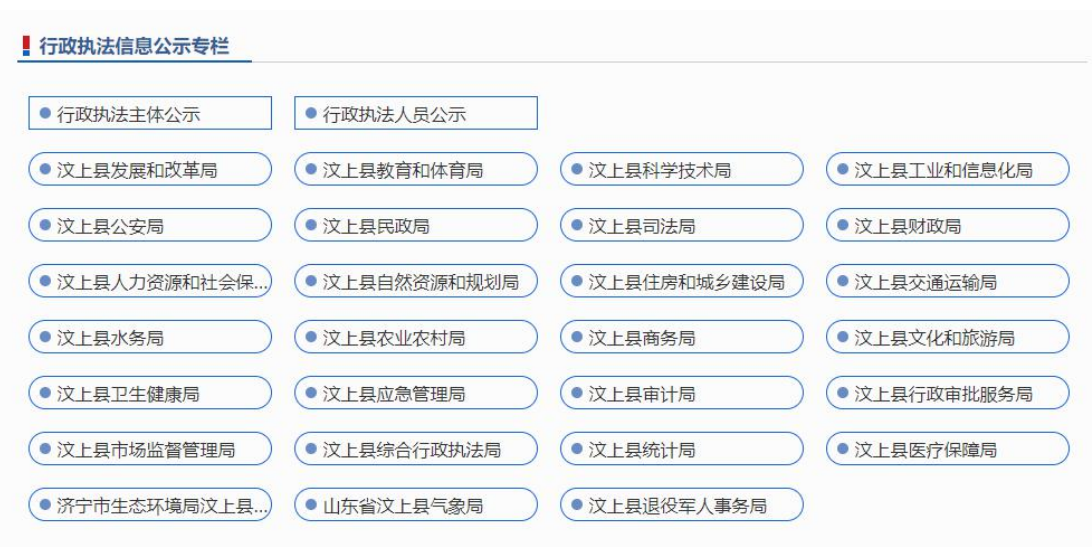 行政执法信息公示专栏
行政执法主体公示
行政执法人员公示
汶上县发展和改革局
汶上县教育和体育局
汶上县科学技术局
汶上县工业和信息化局
汶上县公安局
汶上县民政局
汶上县司法局
汶上县财政局
汶上县人力资源和社会保...
汶上县自然资源和规划局
汶上县住房和城乡建设局
汶上县交通运输局
汶上县水务局
汶上县农业农村局
汶上县商务局
汶上县文化和旅游局
汶上县卫生健康局
汶上县应急管理局
汶上县审计局
汶上县行政审批服务局
汶上县市场监督管理局
汶上县综合行政执法局
汶上县统计局
汶上县医疗保障局
济宁市生态环境局汶上县...
山东省汶上县气象局
汶上县退役军人事务局